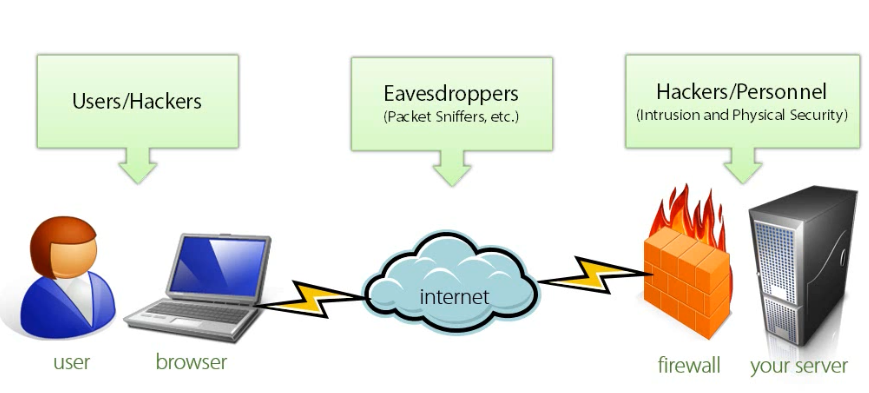 Users/Hackers
Eavesdroppers
(Packet Sniffers, etc.)
Hackers/Personnel
(Intrusion and Physical Security)
internet
user
browser
firewall
your server